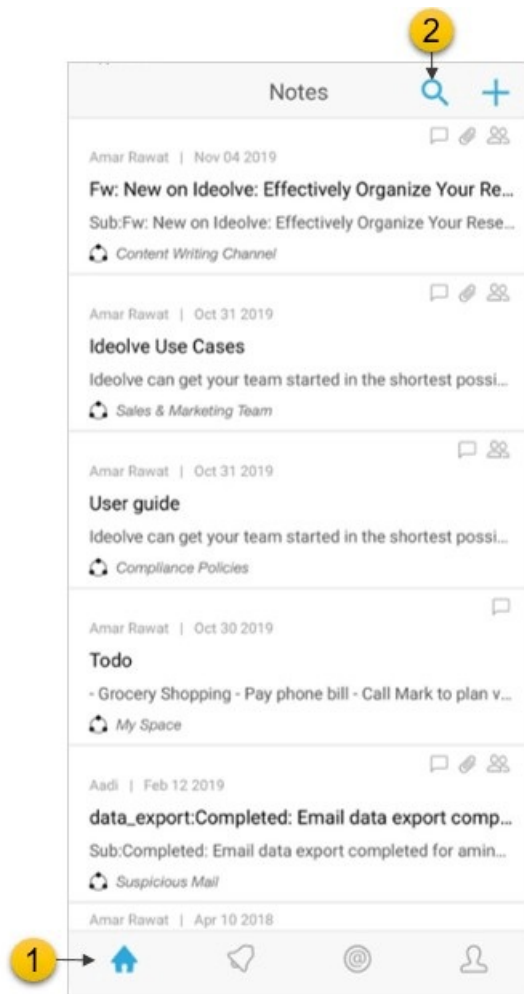 2
Notes
Amar Rawat | Nov 04 2019
Fw: New on Ideolve: Effectively Organize Your Re...
Sub:Fw: New on Ideolve: Effectively Organize Your Rese...
Content Writing Channel
Amar Rawat | Oct 31 2019
Ideolve Use Cases
Ideolve can get your team started in the shortest possi...
Sales & Marketing Team
Amar Rawat | Oct 31 2019
User guide
Ideolve can get your team started in the shortest possi...
Compliance Policies
Amar Rawat | Oct 30 2019
Todo
- Grocery Shopping - Pay phone bill - Call Mark to plan v...
My Space
Aadi | Feb 12 2019
data_export:Completed: Email data export comp...
Sub:Completed: Email data export completed for amin...
Suspicious Mail
Amar Rawat | Apr 10 2018
1